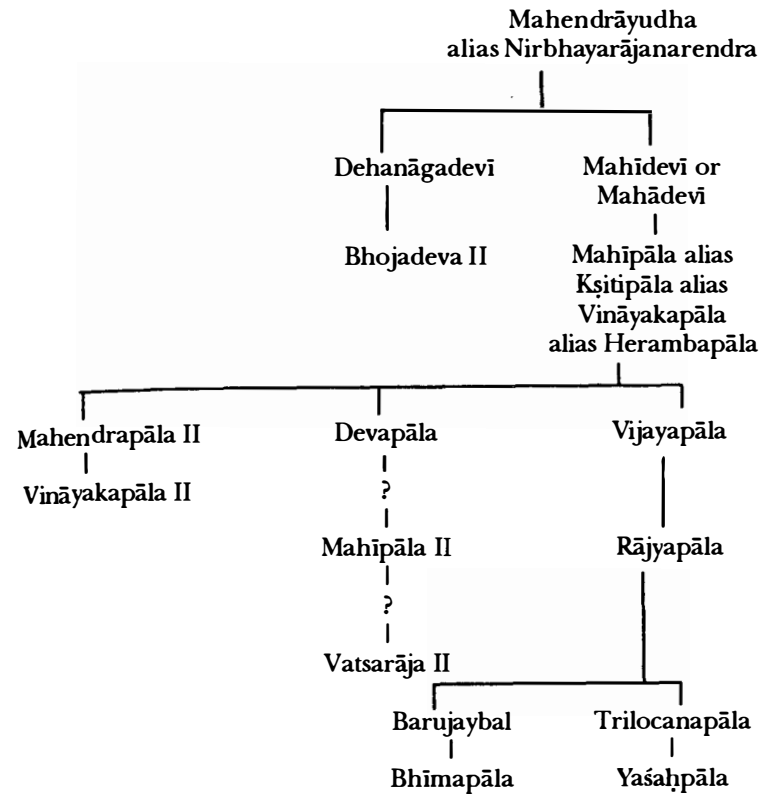 Mahendrāyudha
alias Nirbhayarājanarendra
Dehanāgadevī
Mahīdevī or
Mahādevī
Bhojadeva II
Mahīpāla alias
Kṣitipāla alias
Vināyakapāla
alias Herambapāla
Mahendrapāla II
Devapāla
Vijayapāla
Vināyakapāla II
?
Mahīpāla II
Rājyapāla
?
Vatsarāja II
Barujaybal
Trilocanapāla
Bhīmapāla
Yaśaḥpāla